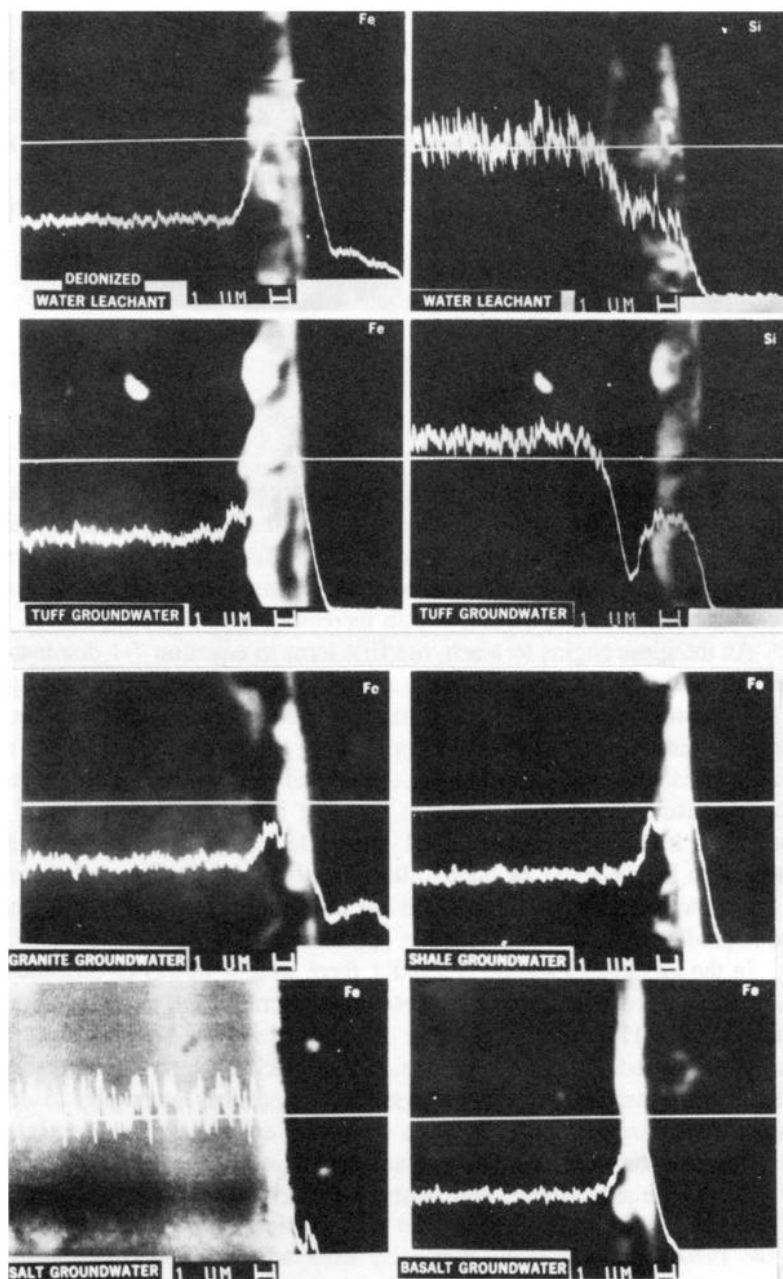 Fe
Si
DEIONIZED
WATER LEACHANT 1 UM
WATER LEACHANT 1 UM
Fe
Si
TUFF GROUNDWATER 1 UM
TUFF GROUNDWATER 1 UM
Fe
Fe
GRANITE GROUNDWATER 1 UM
SHALE GROUNDWATER 1 UM
Fe
Fe
SALT GROUNDWATER 1 UM
BASALT GROUNDWATER 1 UM